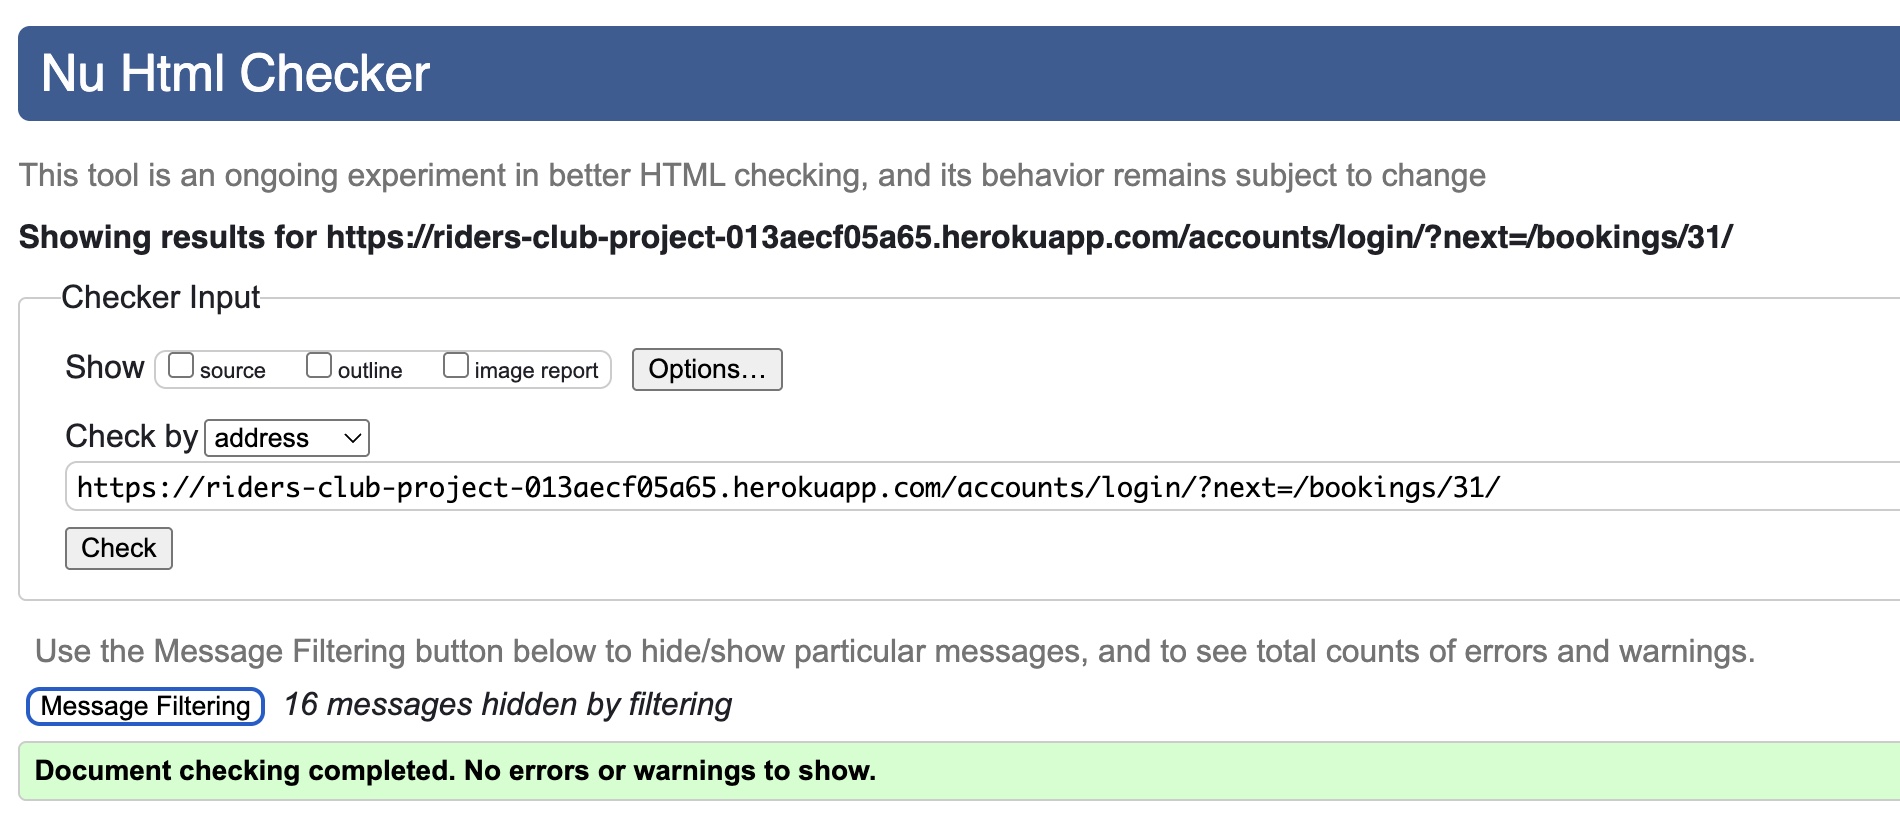 Nu Html Checker
This tool is an ongoing experiment in better HTML checking, and its behavior remains subject to change
Showing results for https://riders-club-project-013aecf05a65.herokuapp.com/accounts/login/?next=/bookings/31/
Checker Input
Show source outline image report Options…
Check by address
https://riders-club-project-013aecf05a65.herokuapp.com/accounts/login/?next=/bookings/31/
Check
Use the Message Filtering button below to hide/show particular messages, and to see total counts of errors and warnings.
Message Filtering 16 messages hidden by filtering
Document checking completed. No errors or warnings to show.